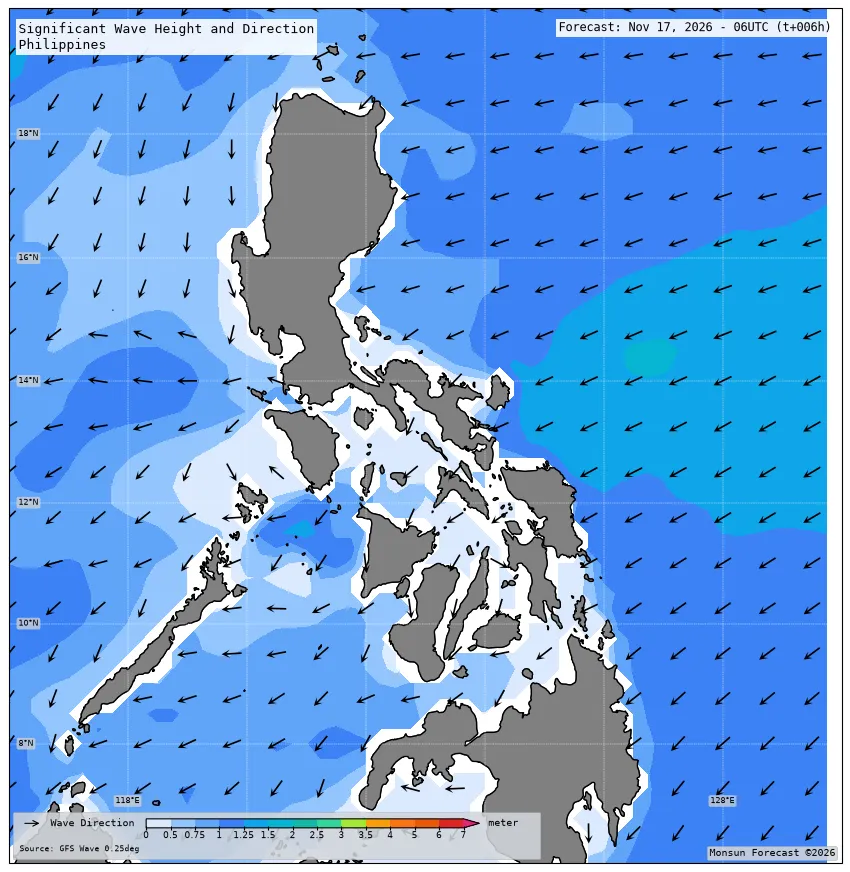 Significant Wave Height and Direction
Philippines
Forecast: Nov 17, 2026 - 06UTC (t+006h)
18°N
16°N
14°N
12°N
10°N
8°N
118°E
128°E
Wave Direction
0 0.5 0.75 1 1.25 1.5 2 2.5 3 3.5 4 5 6 7
meter
Source: GFS Wave 0.25deg
Monsun Forecast ©2026